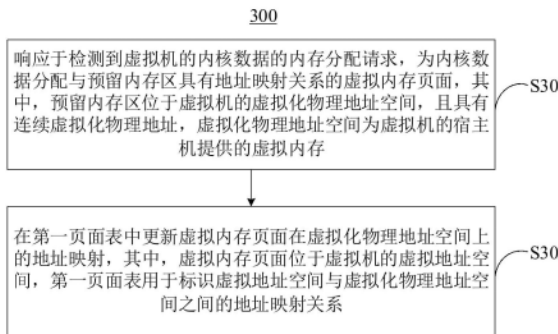 300
响应于检测到虚拟机的内核数据的内存分配请求，为内核数
据分配与预留内存区具有地址映射关系的虚拟内存页面，其
中，预留内存区位于虚拟机的虚拟化物理地址空间，且具有
连续虚拟化物理地址，虚拟化物理地址空间为虚拟机的宿主
机提供的虚拟内存
S30
在第一页面表中更新虚拟内存页面在虚拟化物理地址空间上
的地址映射，其中，虚拟内存页面位于虚拟机的虚拟地址空
间，第一页面表用于标识虚拟地址空间与虚拟化物理地址空
间之间的地址映射关系
S30